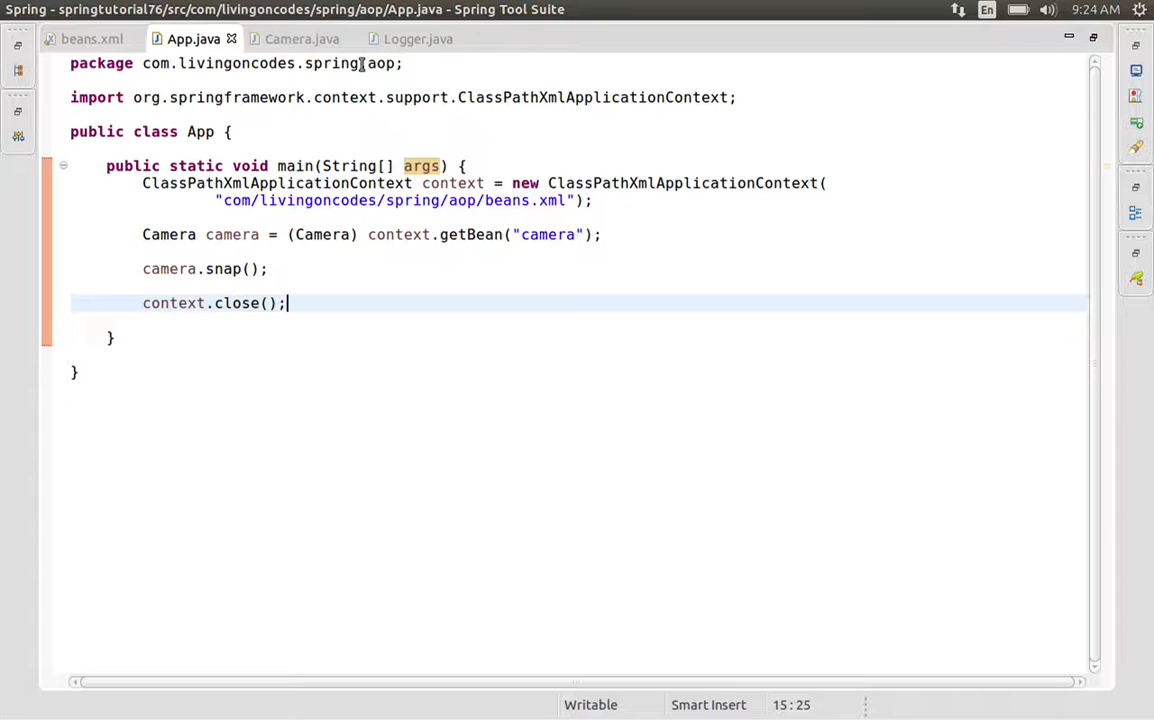 Spring - springtutorial76/src/com/livingoncodes/spring/aop/App.java - Spring Tool Suite
En
9:24 AM
beans.xml
App.java
Camera.java
Logger.java
package com.livingoncodes.spring.aop;
import org.springframework.context.support.ClassPathXmlApplicationContext;
public class App {
public static void main(String[] args) {
ClassPathXmlApplicationContext context = new ClassPathXmlApplicationContext(
"com/livingoncodes/spring/aop/beans.xml");
Camera camera = (Camera) context.getBean("camera");
camera.snap();
context.close();
}
}
Writable
Smart Insert
15:25